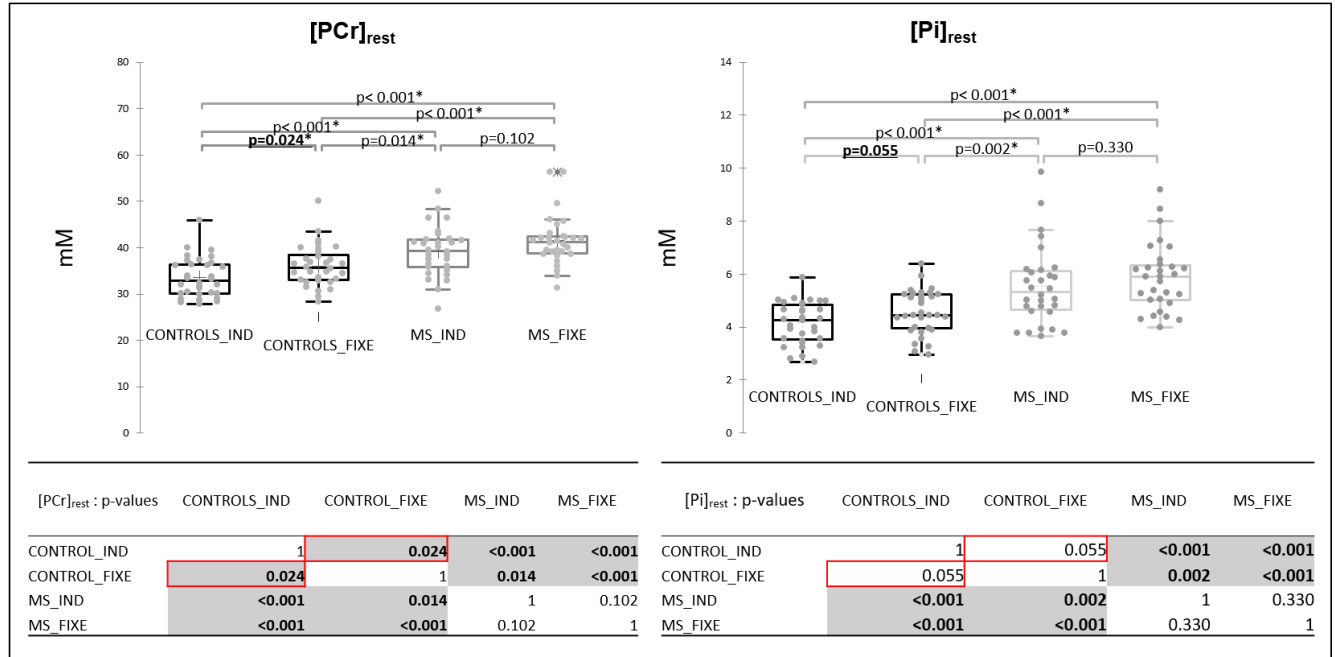 [PCr]rest
mM
80
70
60
50
40
30
20
10
0
p< 0.001*
p< 0.001*
p< 0.001*
p=0.024*
p=0.014*
p=0.102
CONTROLS_IND
CONTROLS_FIXE
MS_IND
MS_FIXE
[Pi]rest
mM
14
12
10
8
6
4
2
0
p< 0.001*
p< 0.001*
p< 0.001*
p=0.055
p=0.002*
p=0.330
CONTROLS_IND
CONTROLS_FIXE
MS_IND
MS_FIXE
[PCr]rest : p-values CONTROLS_IND CONTROL_FIXE MS_IND MS_FIXE
CONTROL_IND 1 0.024 <0.001 <0.001
CONTROL_FIXE 0.024 1 0.014 <0.001
MS_IND <0.001 0.014 1 0.102
MS_FIXE <0.001 <0.001 0.102 1
[Pi]rest : p-values CONTROLS_IND CONTROL_FIXE MS_IND MS_FIXE
CONTROL_IND 1 0.055 <0.001 <0.001
CONTROL_FIXE 0.055 1 0.002 <0.001
MS_IND <0.001 0.002 1 0.330
MS_FIXE <0.001 <0.001 0.330 1